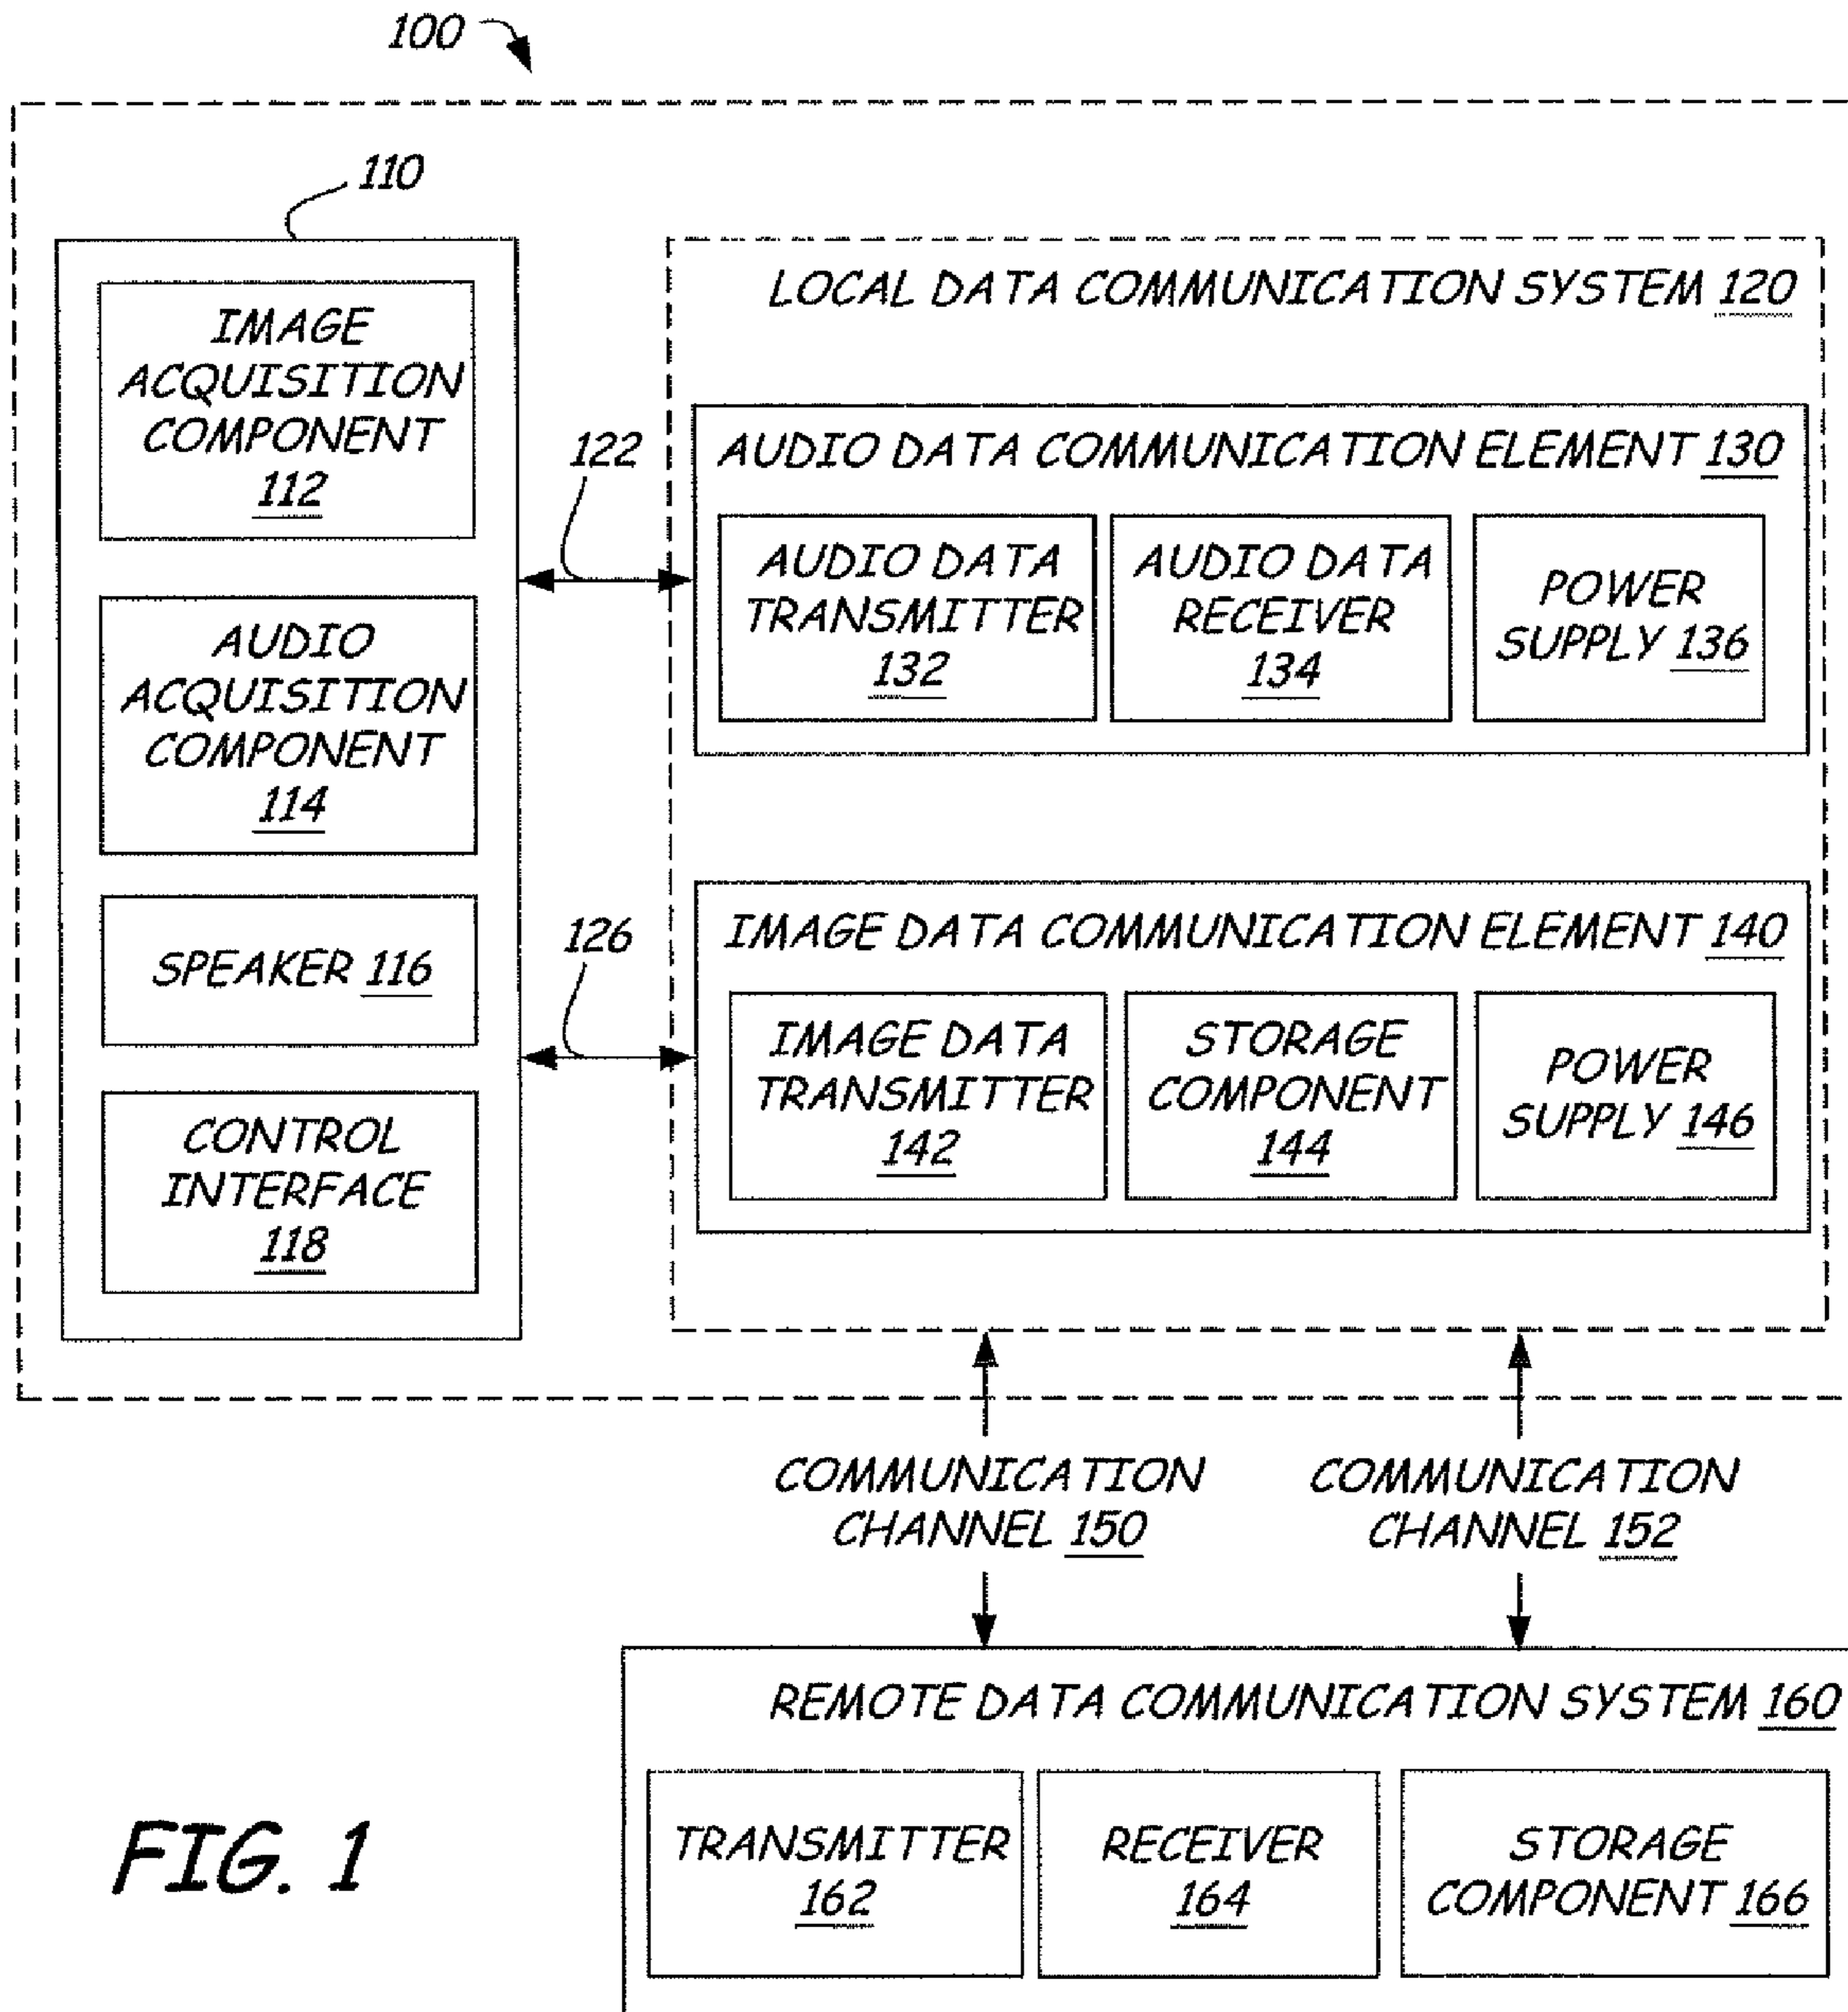 100
110
IMAGE
ACQUISITION
COMPONENT
112
AUDIO
ACQUISITION
COMPONENT
114
SPEAKER 116
CONTROL
INTERFACE
118
122
126
LOCAL DATA COMMUNICATION SYSTEM 120
AUDIO DATA COMMUNICATION ELEMENT 130
AUDIO DATA
TRANSMITTER
132
AUDIO DATA
RECEIVER
134
POWER
SUPPLY 136
IMAGE DATA COMMUNICATION ELEMENT 140
IMAGE DATA
TRANSMITTER
142
STORAGE
COMPONENT
144
POWER
SUPPLY 146
COMMUNICATION
CHANNEL 150
COMMUNICATION
CHANNEL 152
REMOTE DATA COMMUNICATION SYSTEM 160
TRANSMITTER
162
RECEIVER
164
STORAGE
COMPONENT 166
FIG. 1